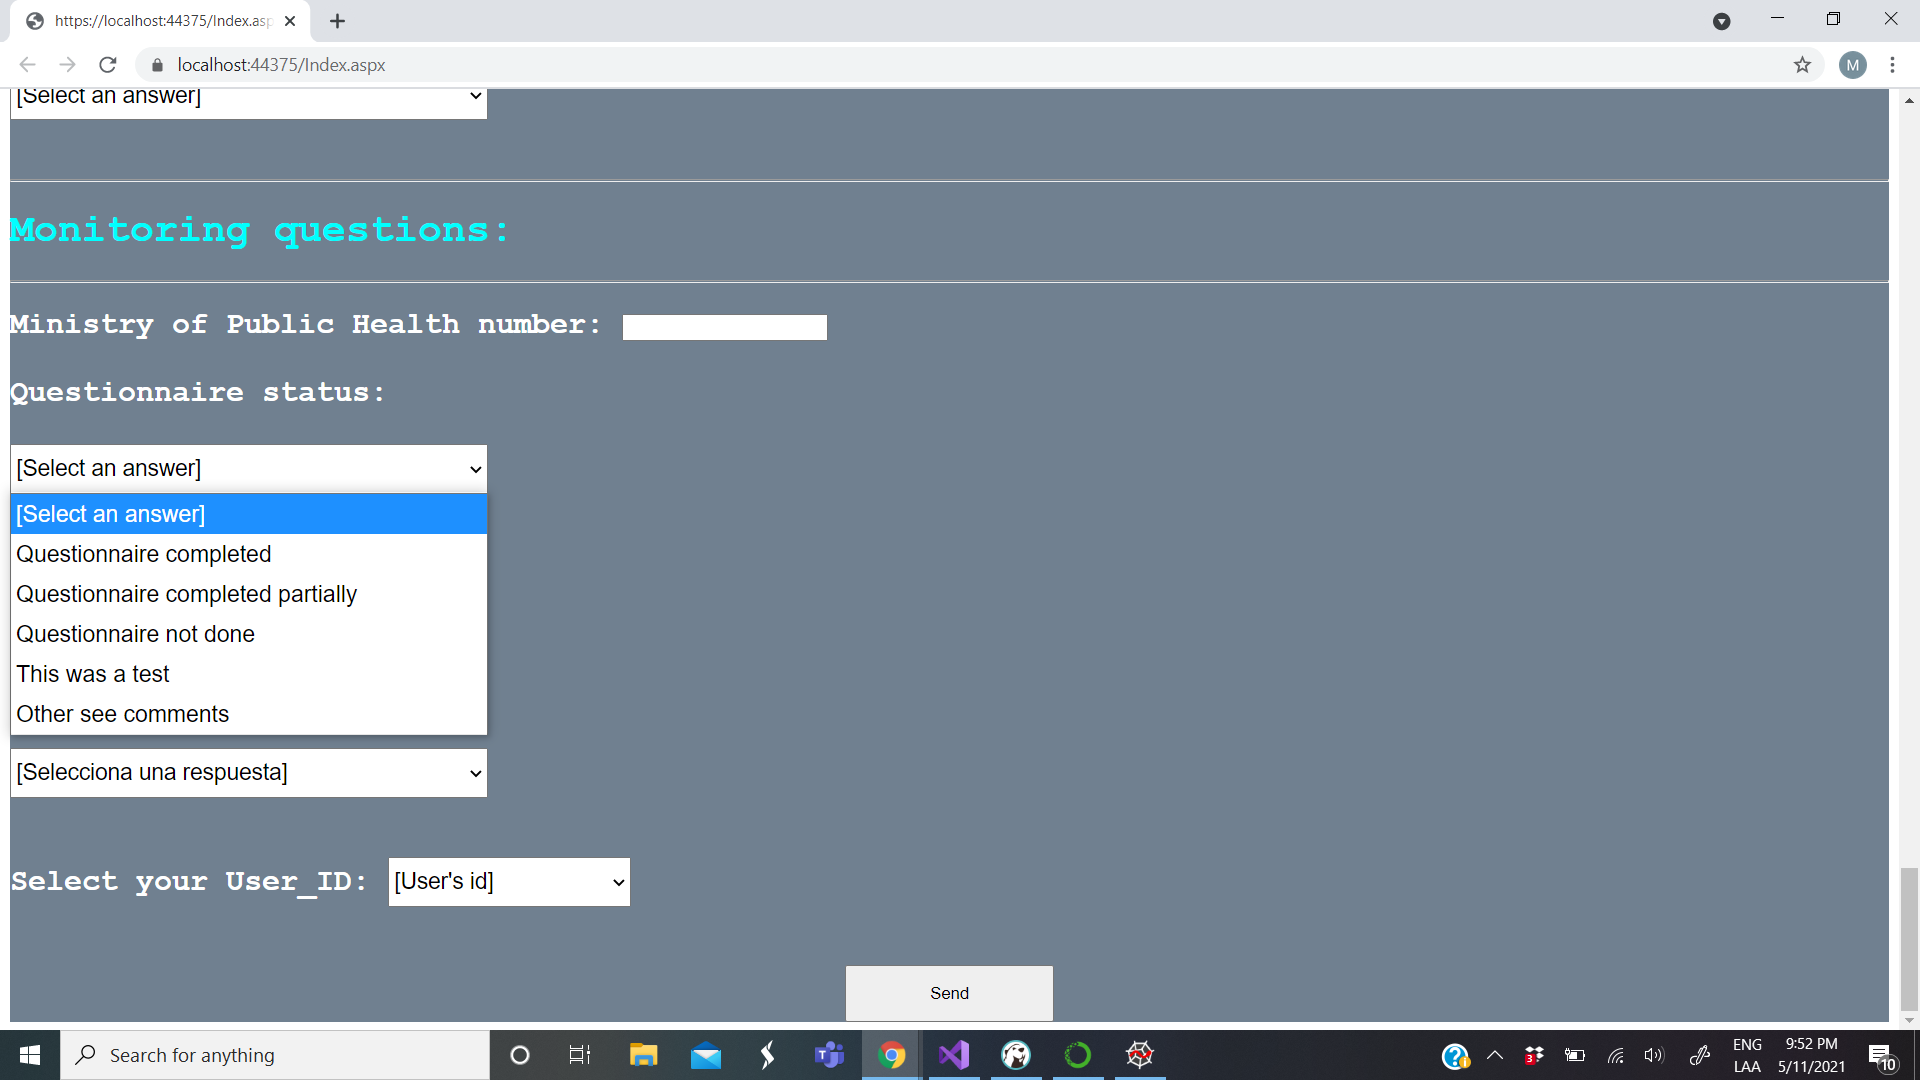 https://localhost:44375/Index.asp
localhost:44375/Index.aspx
M
[Select an answer]
Monitoring questions:
Ministry of Public Health number:
Questionnaire status:
[Select an answer]
[Select an answer]
Questionnaire completed
Questionnaire completed partially
Questionnaire not done
This was a test
Other see comments
[Selecciona una respuesta]
Select your User_ID: [User's id]
Send
Search for anything
ENG
LAA
9:52 PM
5/11/2021
3
10